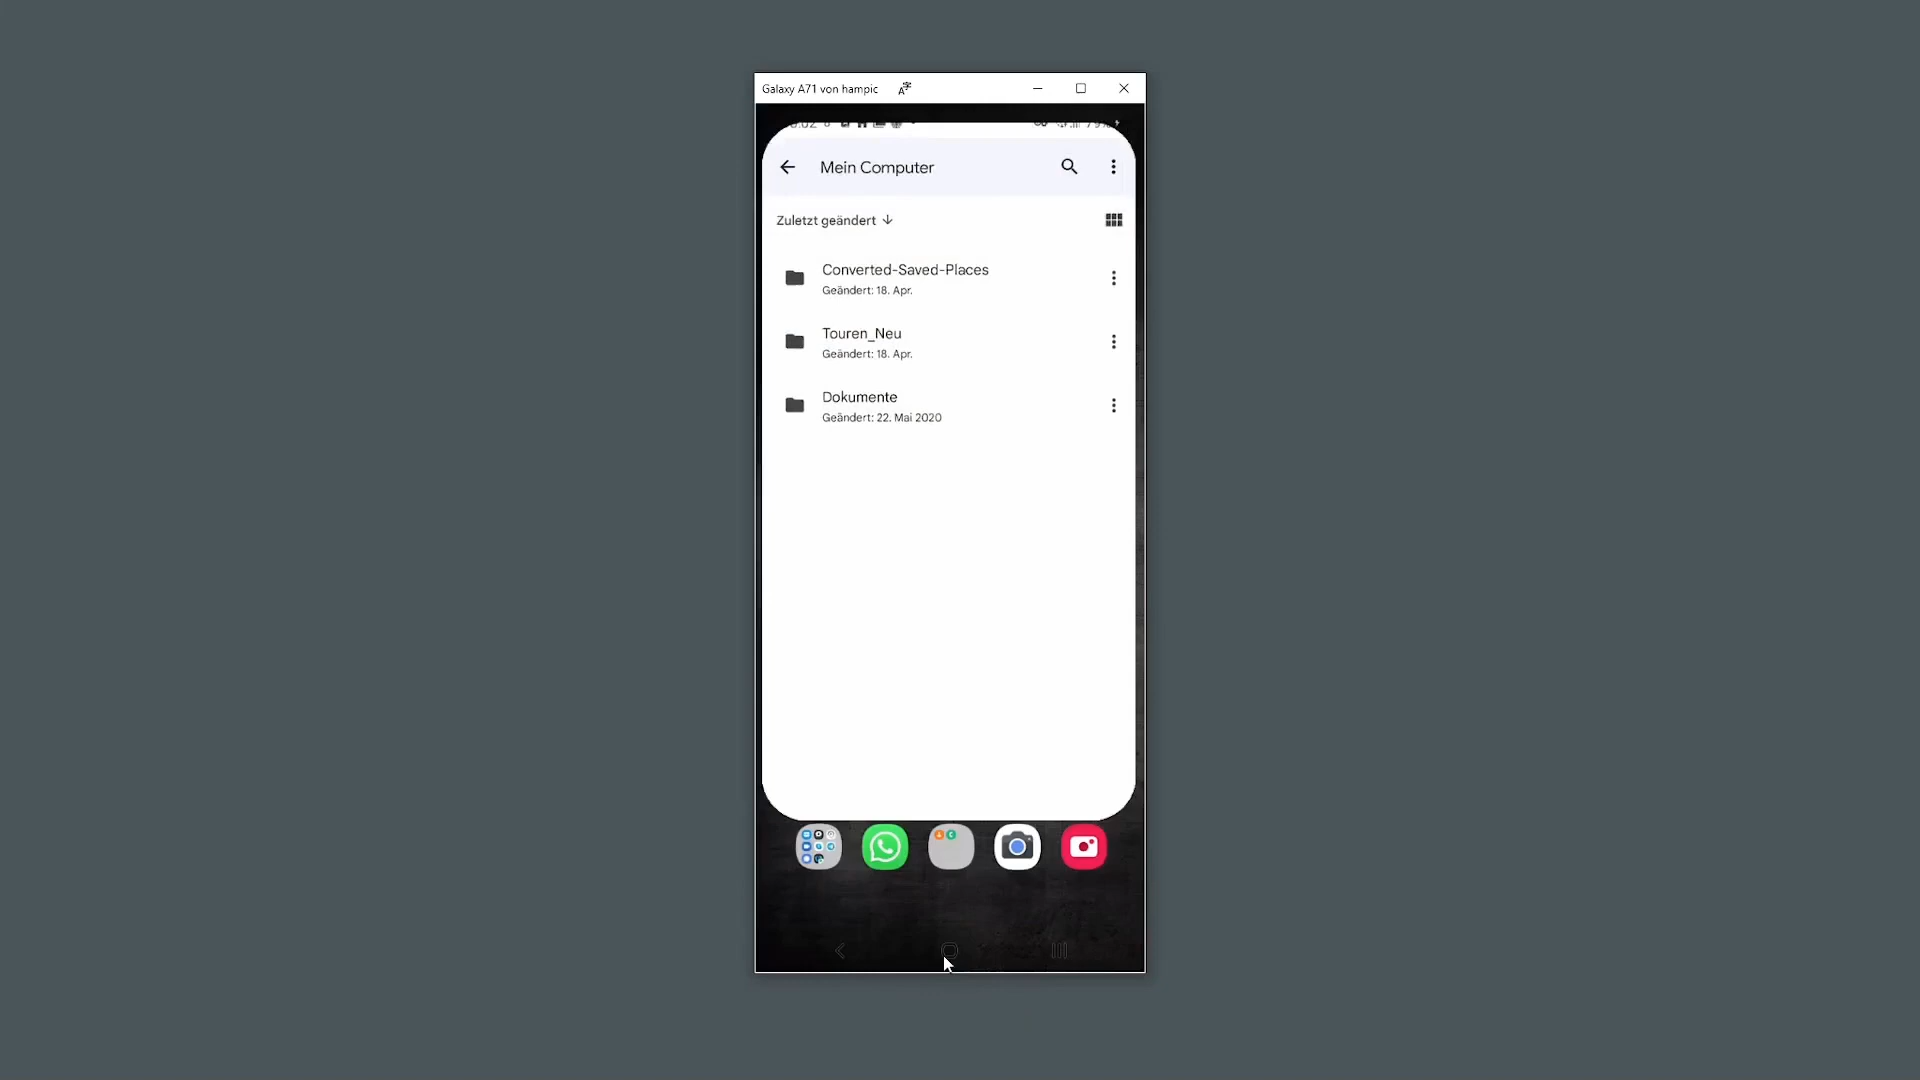 Galaxy A71 von hampic
Mein Computer
Zuletzt geändert
Converted-Saved-Places
Geändert: 18. Apr.
Touren_Neu
Geändert: 18. Apr.
Dokumente
Geändert: 22. Mai 2020